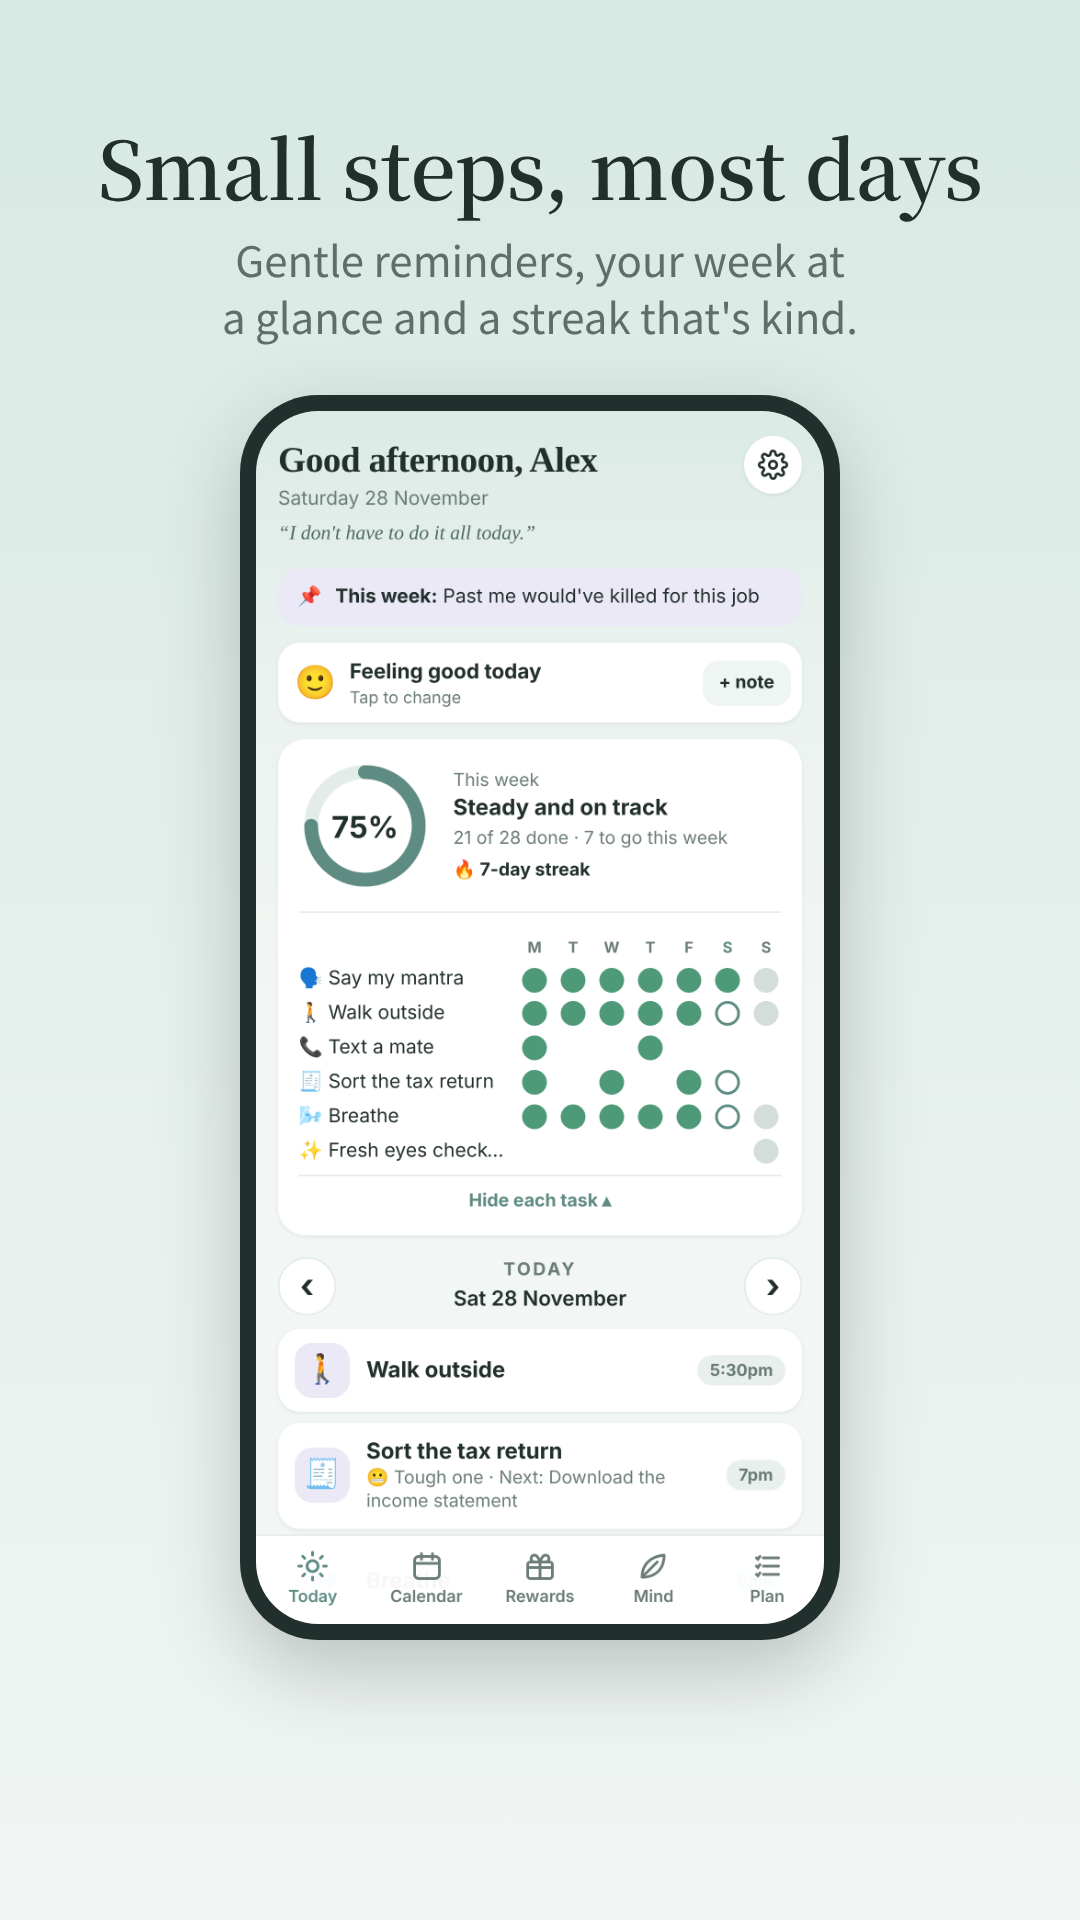 Small steps, most days
Gentle reminders, your week at
a glance and a streak that's kind.
Good afternoon, Alex
Saturday 28 November
“I don't have to do it all today.”
This week: Past me would've killed for this job
Feeling good today
Tap to change
+ note
75%
This week
Steady and on track
21 of 28 done · 7 to go this week
7-day streak
M T W T F S S
Say my mantra
Walk outside
Text a mate
Sort the tax return
Breathe
Fresh eyes check...
Hide each task ▴
TODAY
Sat 28 November
Walk outside
5:30pm
Sort the tax return
Tough one · Next: Download the
income statement
7pm
Breathe
Today Calendar Rewards Mind Plan